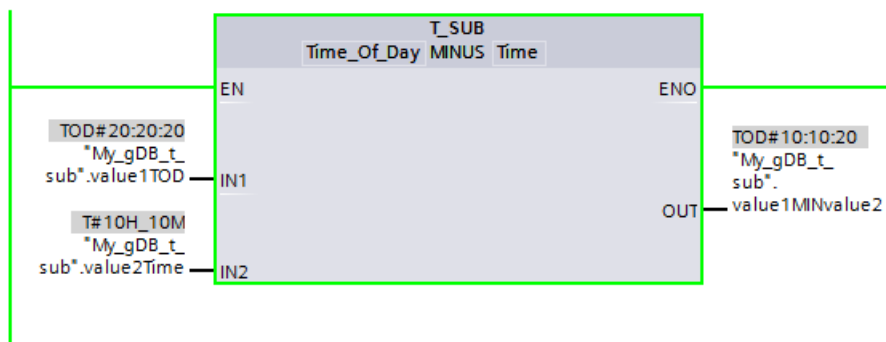 T_SUB
Time_Of_Day MINUS Time
EN
ENO
TOD#20:20:20
"My_gDB_t_
sub".value1TOD
IN1
TOD#10:10:20
"My_gDB_t_
sub".
value1MINvalue2
OUT
T#10H_10M
"My_gDB_t_
sub".value2Time
IN2